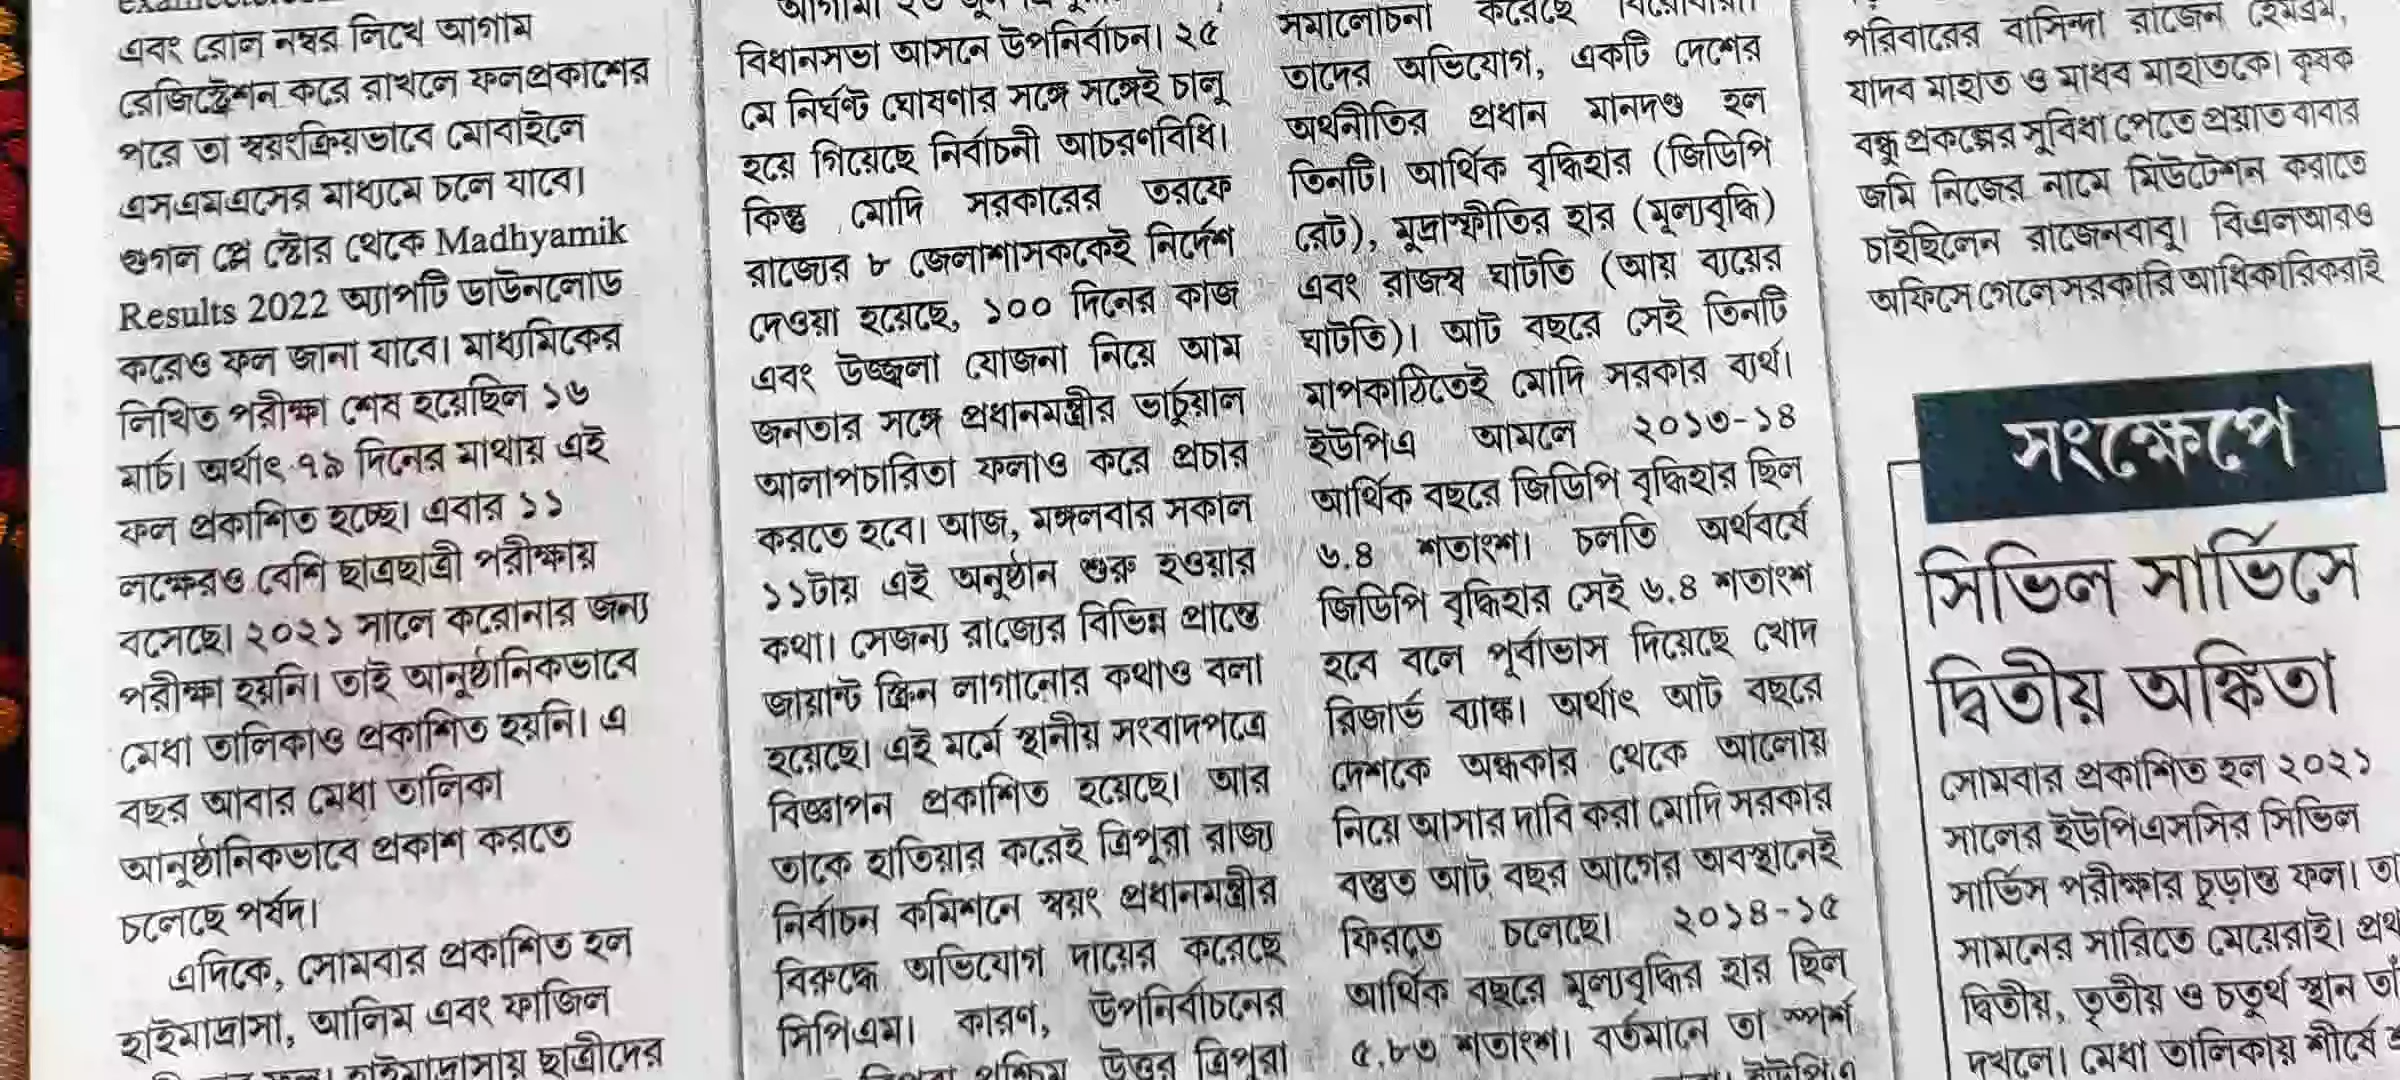 এবং রোল নম্বর লিখে আগাম
রেজিস্ট্রেশন করে রাখলে ফলপ্রকাশের
পরে তা স্বয়ংক্রিয়ভাবে মোবাইলে
এসএমএসের মাধ্যমে চলে যাবে।
গুগল প্লে স্টোর থেকে Madhyamik
Results 2022 অ্যাপটি ডাউনলোড
করেও ফল জানা যাবে। মাধ্যমিকের
লিখিত পরীক্ষা শেষ হয়েছিল ১৬
মার্চ। অর্থাৎ ৭৯ দিনের মাথায় এই
ফল প্রকাশিত হচ্ছে। এবার ১১
লক্ষেরও বেশি ছাত্রছাত্রী পরীক্ষায়
বসেছে। ২০২১ সালে করোনার জন্য
পরীক্ষা হয়নি। তাই আনুষ্ঠানিকভাবে
মেধা তালিকাও প্রকাশিত হয়নি। এ
বছর আবার মেধা তালিকা
আনুষ্ঠানিকভাবে প্রকাশ করতে
চলেছে পর্ষদ।
এদিকে, সোমবার প্রকাশিত হল
হাইমাদ্রাসা, আলিম এবং ফাজিল
হাইমাদ্রাসায় ছাত্রীদের
বিধানসভা আসনে উপনির্বাচন। ২৫
মে নির্ঘণ্ট ঘোষণার সঙ্গে সঙ্গেই চালু
হয়ে গিয়েছে নির্বাচনী আচরণবিধি।
কিন্তু মোদি সরকারের তরফে
রাজ্যের ৮ জেলাশাসককেই নির্দেশ
দেওয়া হয়েছে, ১০০ দিনের কাজ
এবং উজ্জ্বলা যোজনা নিয়ে আম
জনতার সঙ্গে প্রধানমন্ত্রীর ভার্চুয়াল
আলাপচারিতা ফলাও করে প্রচার
করতে হবে। আজ, মঙ্গলবার সকাল
১১টায় এই অনুষ্ঠান শুরু হওয়ার
কথা। সেজন্য রাজ্যের বিভিন্ন প্রান্তে
জায়ান্ট স্ক্রিন লাগানোর কথাও বলা
হয়েছে। এই মর্মে স্থানীয় সংবাদপত্রে
বিজ্ঞাপন প্রকাশিত হয়েছে। আর
তাকে হাতিয়ার করেই ত্রিপুরা রাজ্য
নির্বাচন কমিশনে স্বয়ং প্রধানমন্ত্রীর
বিরুদ্ধে অভিযোগ দায়ের করেছে
সিপিএম। কারণ, উপনির্বাচনের
পশ্চিম উত্তর ত্রিপুরা
সমালোচনা করেছে বিরোধীরা।
তাদের অভিযোগ, একটি দেশের
অর্থনীতির প্রধান মানদণ্ড হল
তিনটি। আর্থিক বৃদ্ধিহার (জিডিপি
রেট), মুদ্রাস্ফীতির হার (মূল্যবৃদ্ধি)
এবং রাজস্ব ঘাটতি (আয় ব্যয়ের
ঘাটতি)। আট বছরে সেই তিনটি
মাপকাঠিতেই মোদি সরকার ব্যর্থ।
ইউপিএ আমলে ২০১৩-১৪
আর্থিক বছরে জিডিপি বৃদ্ধিহার ছিল
৬.৪ শতাংশ। চলতি অর্থবর্ষে
জিডিপি বৃদ্ধিহার সেই ৬.৪ শতাংশ
হবে বলে পূর্বাভাস দিয়েছে খোদ
রিজার্ভ ব্যাঙ্ক। অর্থাৎ আট বছরে
দেশকে অন্ধকার থেকে আলোয়
নিয়ে আসার দাবি করা মোদি সরকার
বস্তুত আট বছর আগের অবস্থানেই
ফিরতে চলেছে। ২০১৪-১৫
আর্থিক বছরে মূল্যবৃদ্ধির হার ছিল
৫.৮৩ শতাংশ। বর্তমানে তা স্পর্শ
ইউপিএ
পরিবারের বাসিন্দা রাজেন হেমব্রম,
যাদব মাহাত ও মাধব মাহাতকে। কৃষক
বন্ধু প্রকল্পের সুবিধা পেতে প্রয়াত বাবার
জমি নিজের নামে মিউটেশন করাতে
চাইছিলেন রাজেনবাবু। বিএলআরও
অফিসে গেলে সরকারি আধিকারিকরাই
সংক্ষেপে
সিভিল সার্ভিসে
দ্বিতীয় অঙ্কিতা
সোমবার প্রকাশিত হল ২০২১
সালের ইউপিএসসির সিভিল
সার্ভিস পরীক্ষার চূড়ান্ত ফল।
সামনের সারিতে মেয়েরাই।
দ্বিতীয়, তৃতীয় ও চতুর্থ স্থান
দখলে। মেধা তালিকায় শীর্ষে